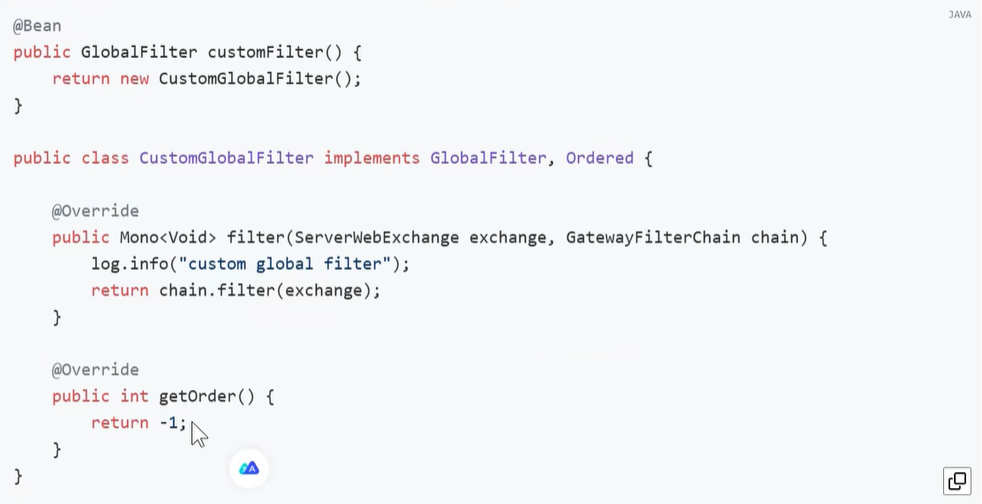 JAVA
@Bean
public GlobalFilter customFilter() {
    return new CustomGlobalFilter();
}
public class CustomGlobalFilter implements GlobalFilter, Ordered {
    @Override
    public Mono<Void> filter(ServerWebExchange exchange, GatewayFilterChain chain) {
        log.info("custom global filter");
        return chain.filter(exchange);
    }
    @Override
    public int getOrder() {
        return -1;
    }
}